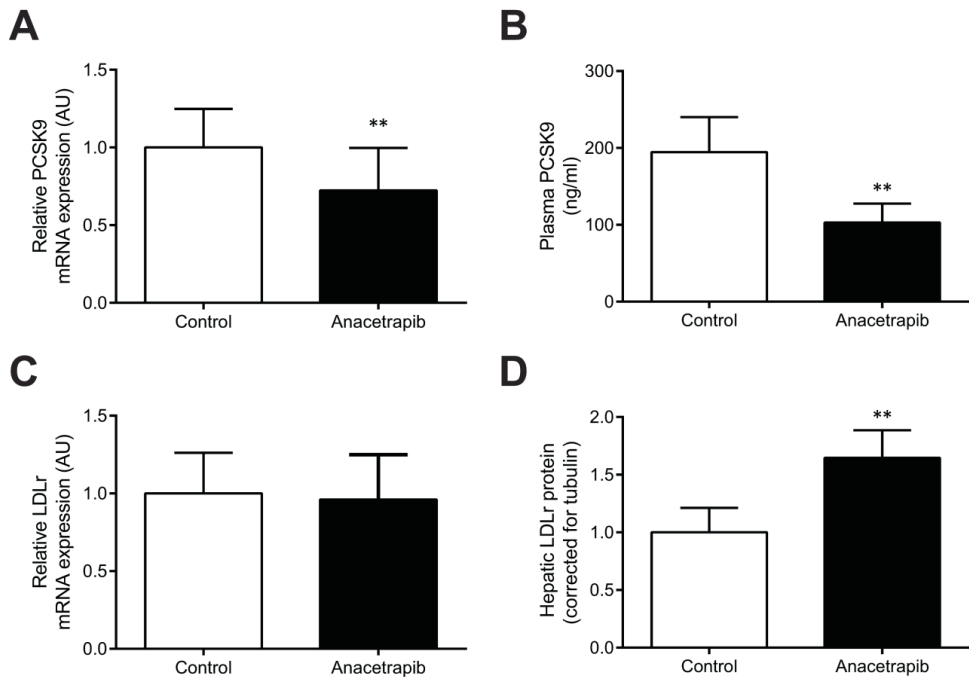 A
Relative PCSK9
mRNA expression (AU)
1.5
1.0
0.5
0.0
**
Control
Anacetrapib
B
Plasma PCSK9
(ng/ml)
300
200
100
0
**
Control
Anacetrapib
C
Relative LDLr
mRNA expression (AU)
1.5
1.0
0.5
0.0
Control
Anacetrapib
D
Hepatic LDLr protein
(corrected for tubulin)
2.0
1.5
1.0
0.5
0.0
**
Control
Anacetrapib